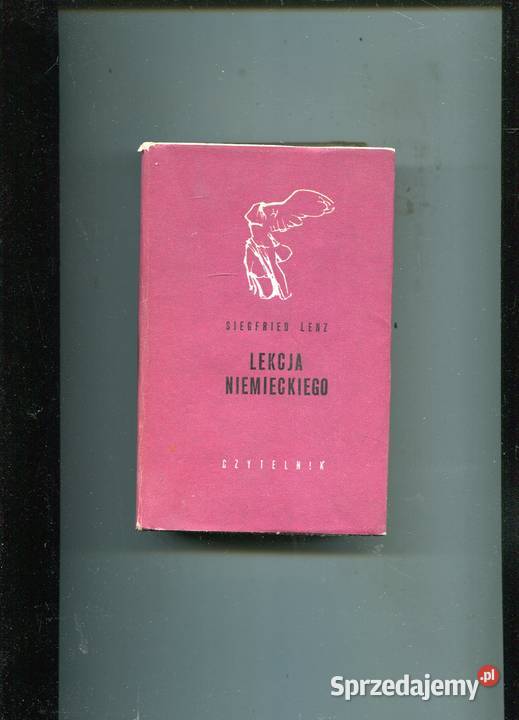 SIEGFRIED LENZ
LEKCJA
NIEMIECKIEGO
CZYTELNIK
Sprzedajemy.pl